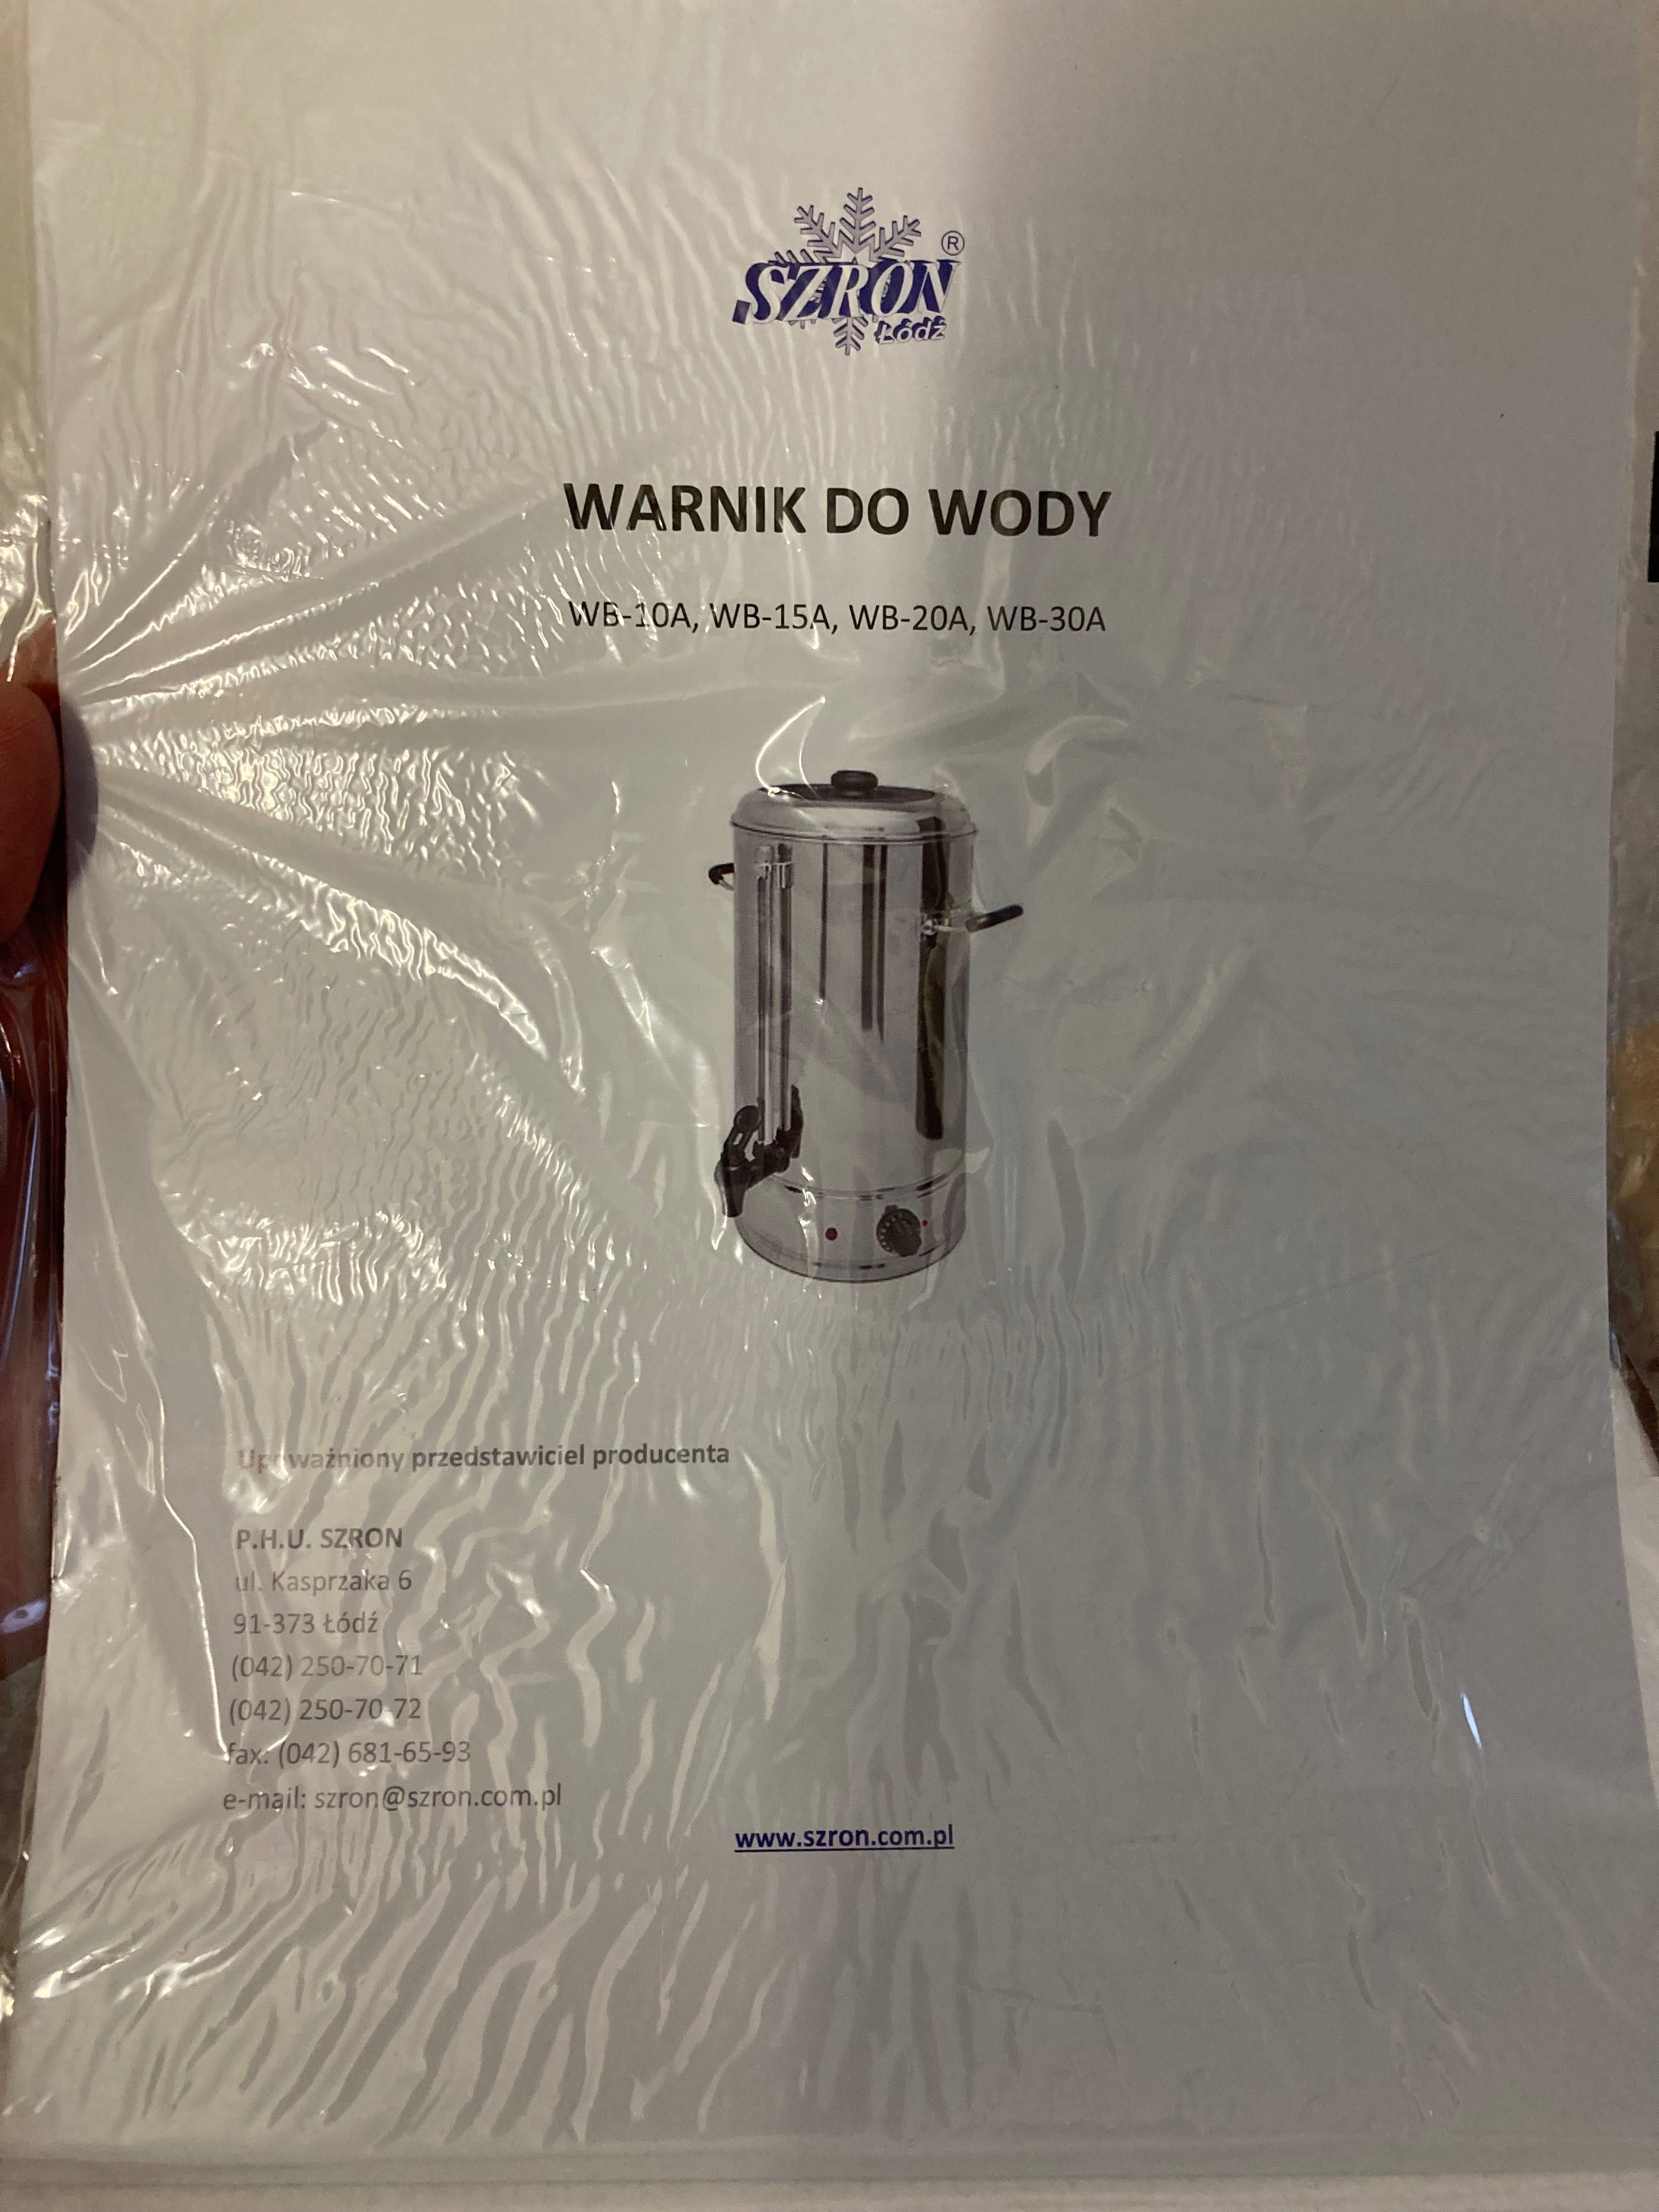 SZRON ®
Łódź
WARNIK DO WODY
WB-10A, WB-15A, WB-20A, WB-30A
Upoważniony przedstawiciel producenta
P.H.U. SZRON
ul. Kasprzaka 6
91-373 Łódź
(042) 250-70-71
(042) 250-70-72
fax: (042) 681-65-93
e-mail: szron@szron.com.pl
www.szron.com.pl